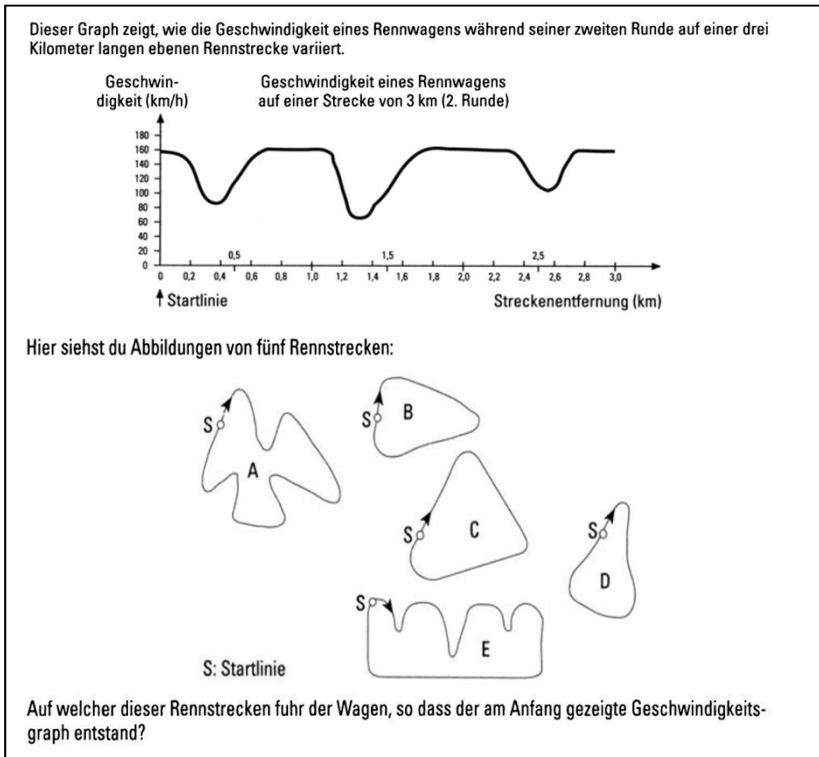 Dieser Graph zeigt, wie die Geschwindigkeit eines Rennwagens während seiner zweiten Runde auf einer drei
Kilometer langen ebenen Rennstrecke variiert.
Geschwin-
digkeit (km/h)
Geschwindigkeit eines Rennwagens
auf einer Strecke von 3 km (2. Runde)
180
160
140
120
100
80
60
40
20
0
0,5 1,5 2,5
0 0,2 0,4 0,6 0,8 1,0 1,2 1,4 1,6 1,8 2,0 2,2 2,4 2,6 2,8 3,0
Startlinie
Streckenentfernung (km)
Hier siehst du Abbildungen von fünf Rennstrecken:
S
A
S
B
S
C
S
D
S
E
S: Startlinie
Auf welcher dieser Rennstrecken fuhr der Wagen, so dass der am Anfang gezeigte Geschwindigkeits-
graph entstand?